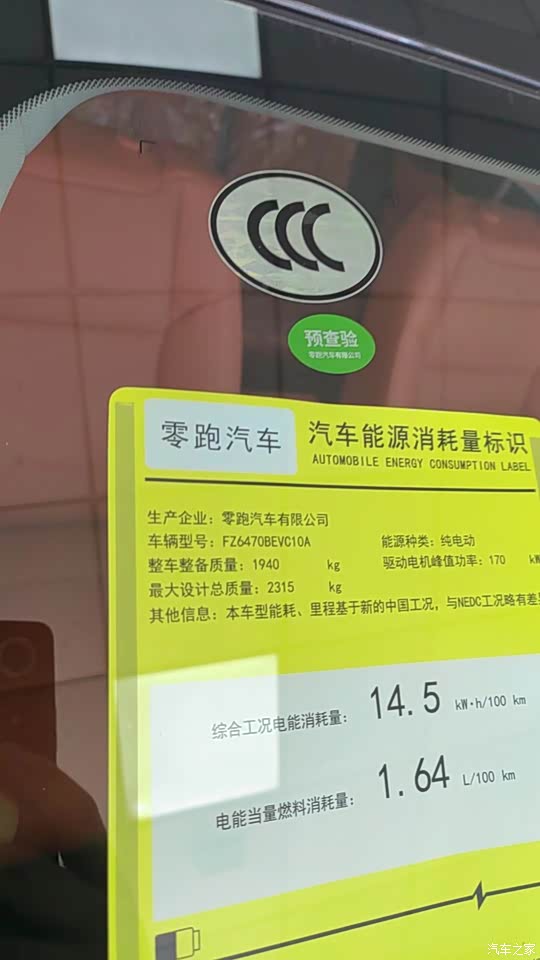 CCC
预查验
零跑汽车有限公司
零跑汽车
汽车能源消耗量标识
AUTOMOBILE ENERGY CONSUMPTION LABEL
生产企业：零跑汽车有限公司
车辆型号：FZ6470BEVC10A 能源种类：纯电动
整车整备质量：1940 kg 驱动电机峰值功率：170 kW
最大设计总质量：2315 kg
其他信息：本车型能耗、里程基于新的中国工况，与NEDC工况略有差
综合工况电能消耗量： 14.5 kW·h/100 km
电能当量燃料消耗量： 1.64 L/100 km
汽车之家